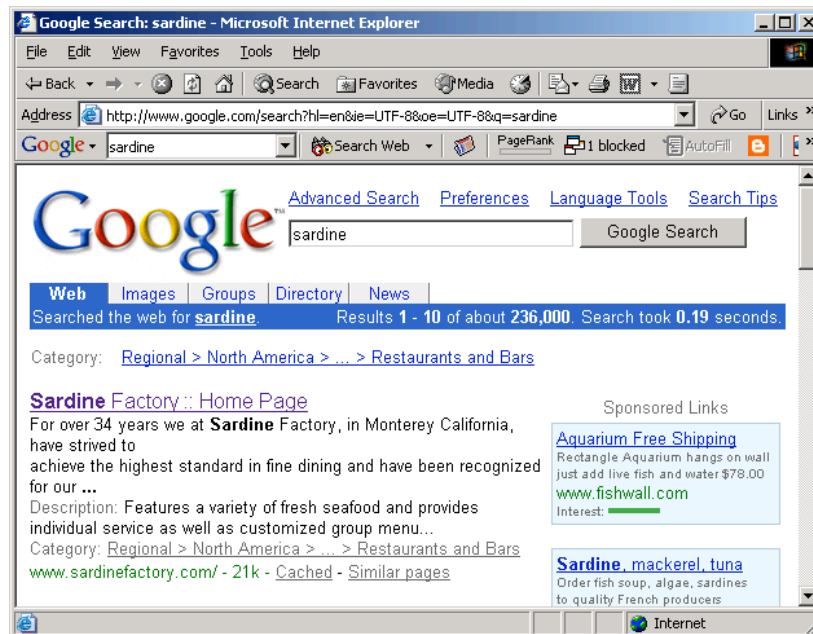 Google Search: sardine - Microsoft Internet Explorer
File Edit View Favorites Tools Help
Back Search Favorites Media
Address http://www.google.com/search?hl=en&ie=UTF-8&oe=UTF-8&q=sardine Go Links »
Google sardine Search Web PageRank 1 blocked AutoFill »
Advanced Search Preferences Language Tools Search Tips
Google™ sardine Google Search
Web Images Groups Directory News
Searched the web for sardine. Results 1 - 10 of about 236,000. Search took 0.19 seconds.
Category: Regional > North America > ... > Restaurants and Bars
Sardine Factory :: Home Page
For over 34 years we at Sardine Factory, in Monterey California,
have strived to
achieve the highest standard in fine dining and have been recognized
for our ...
Description: Features a variety of fresh seafood and provides
individual service as well as customized group menu...
Category: Regional > North America > ... > Restaurants and Bars
www.sardinefactory.com/ - 21k - Cached - Similar pages
Sponsored Links
Aquarium Free Shipping
Rectangle Aquarium hangs on wall
just add live fish and water $78.00
www.fishwall.com
Interest:
Sardine, mackerel, tuna
Order fish soup, algae, sardines
to quality French producers
Internet